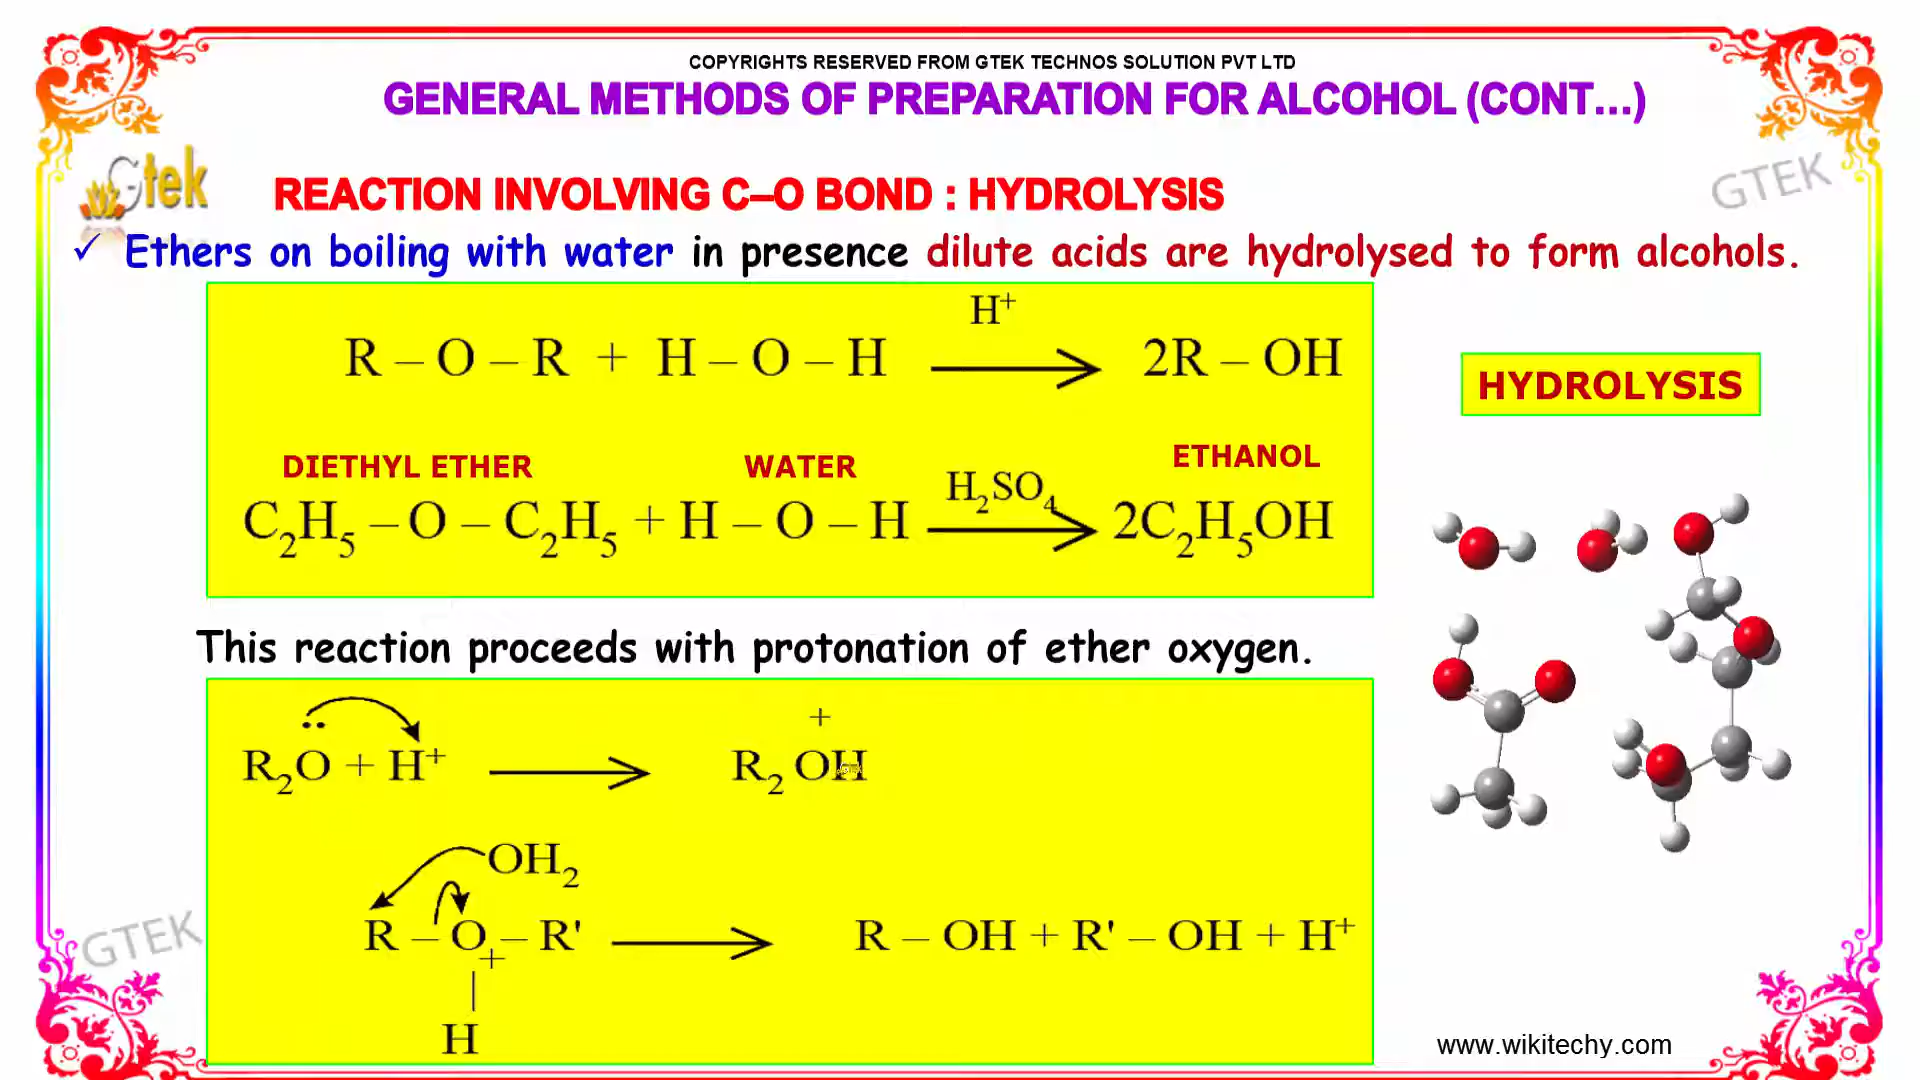 COPYRIGHTS RESERVED FROM GTEK TECHNOS SOLUTION PVT LTD
GENERAL METHODS OF PREPARATION FOR ALCOHOL (CONT...)
Gtek
GTEK
REACTION INVOLVING C–O BOND : HYDROLYSIS
✓ Ethers on boiling with water in presence dilute acids are hydrolysed to form alcohols.
H⁺
R – O – R + H – O – H → 2R – OH
HYDROLYSIS
DIETHYL ETHER WATER ETHANOL
H₂SO₄
C₂H₅ – O – C₂H₅ + H – O – H → 2C₂H₅OH
This reaction proceeds with protonation of ether oxygen.
+
R₂O + H⁺ → R₂ OH
OH₂
R – O – R' → R – OH + R' – OH + H⁺
+
|
H
GTEK
www.wikitechy.com